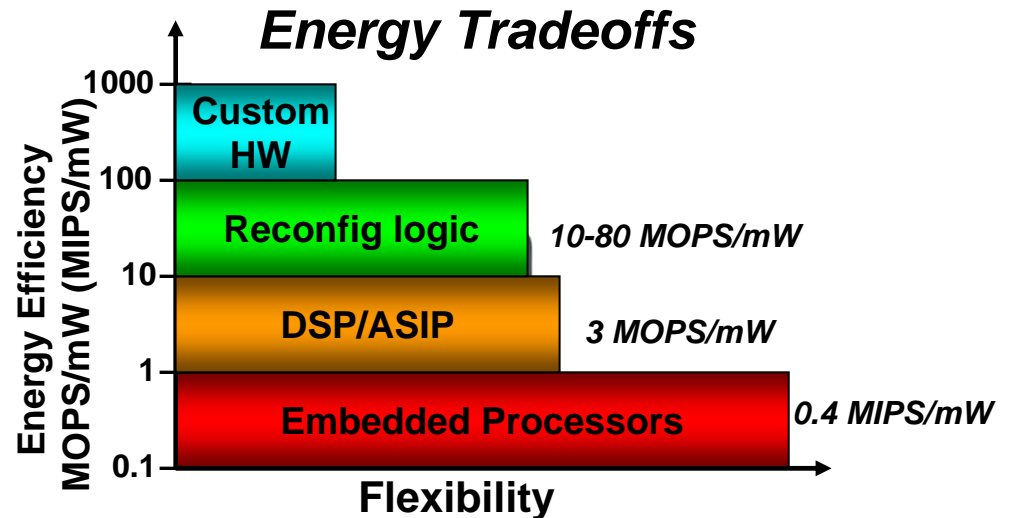 Energy Tradeoffs
Energy Efficiency
MOPS/mW (MIPS/mW)
1000
100
10
1
0.1
Custom
HW
Reconfig logic
10-80 MOPS/mW
DSP/ASIP
3 MOPS/mW
Embedded Processors
0.4 MIPS/mW
Flexibility